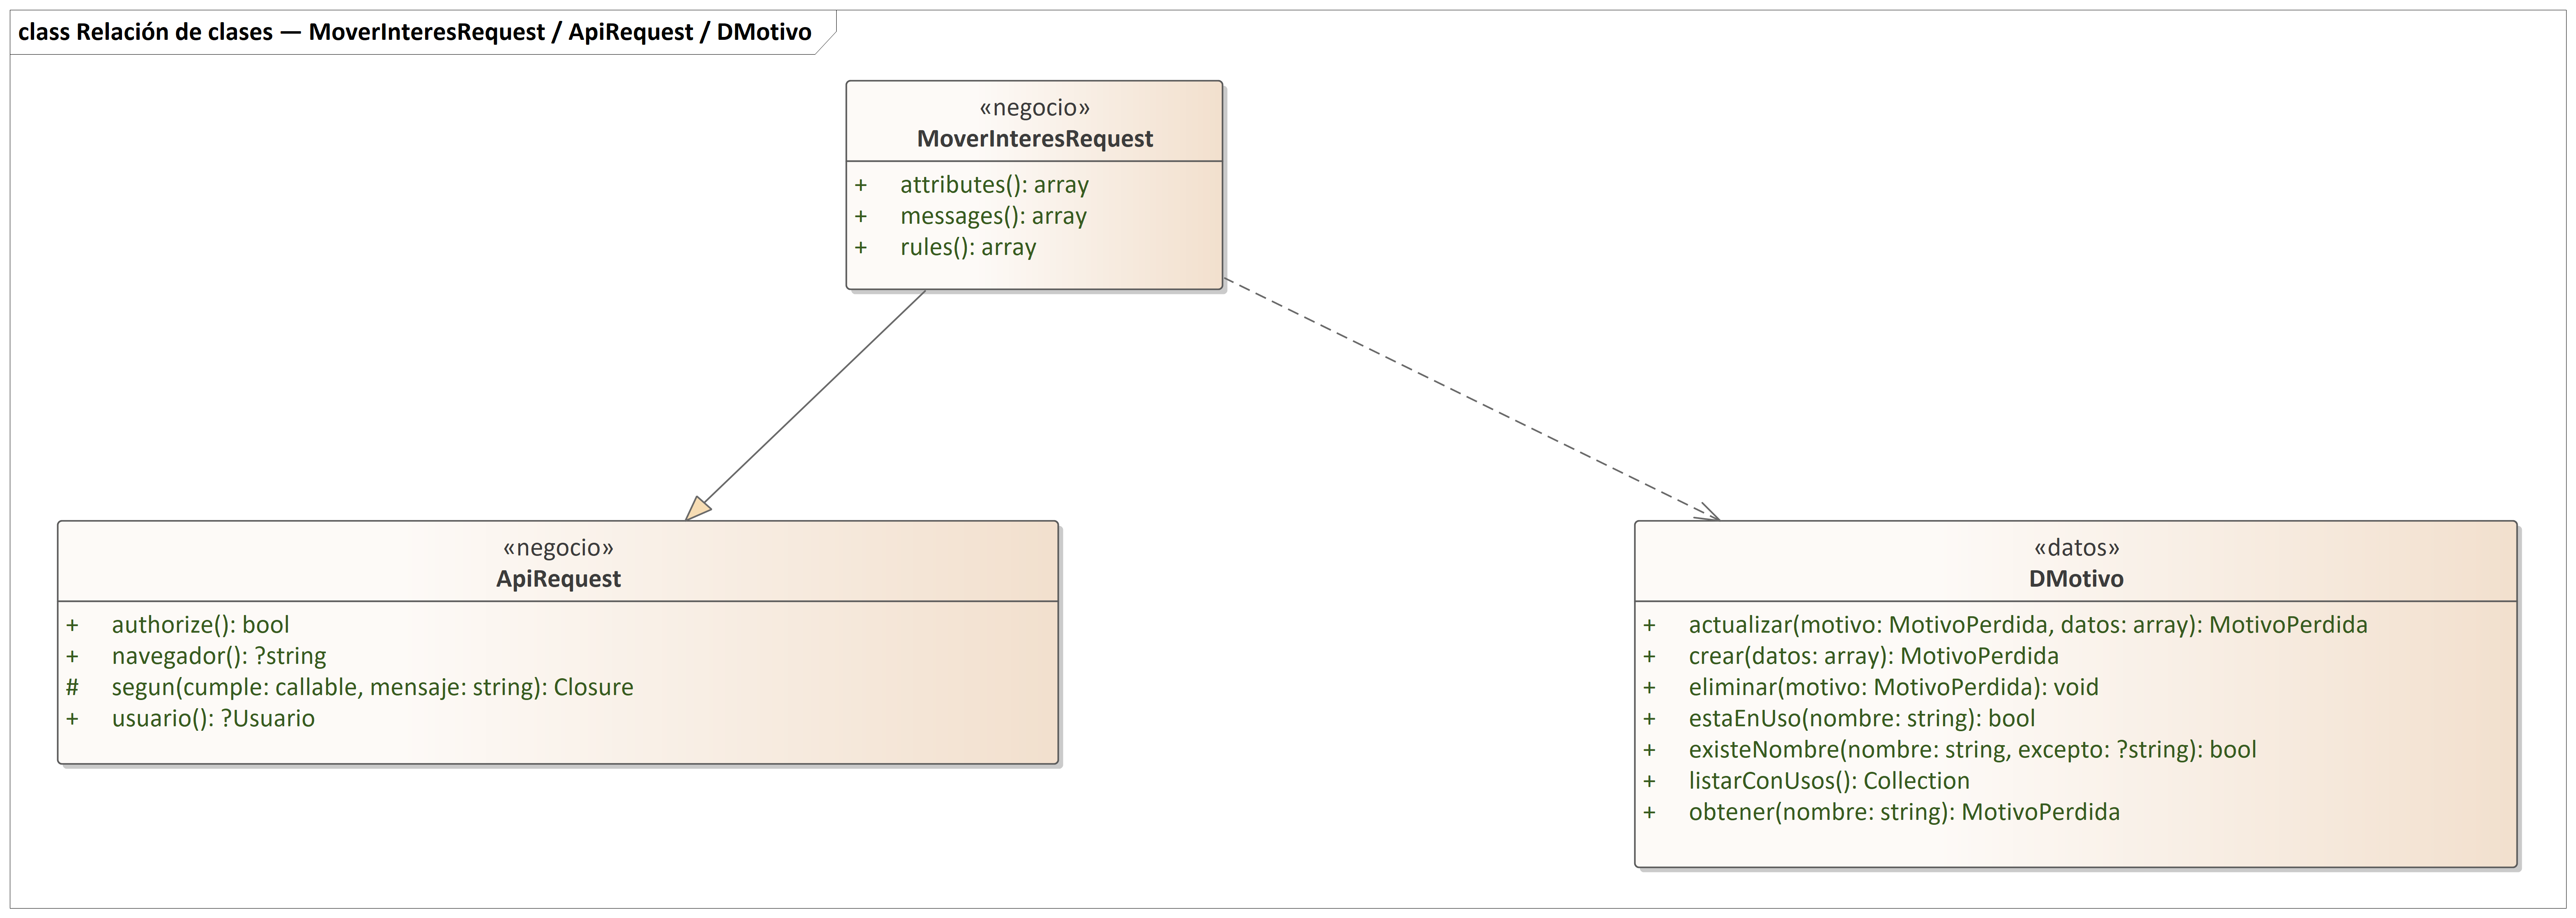 class Relación de clases — MoverInteresRequest / ApiRequest / DMotivo
«negocio»
MoverInteresRequest
+ attributes(): array
+ messages(): array
+ rules(): array
«negocio»
ApiRequest
+ authorize(): bool
+ navegador(): ?string
# segun(cumple: callable, mensaje: string): Closure
+ usuario(): ?Usuario
«datos»
DMotivo
+ actualizar(motivo: MotivoPerdida, datos: array): MotivoPerdida
+ crear(datos: array): MotivoPerdida
+ eliminar(motivo: MotivoPerdida): void
+ estaEnUso(nombre: string): bool
+ existeNombre(nombre: string, excepto: ?string): bool
+ listarConUsos(): Collection
+ obtener(nombre: string): MotivoPerdida